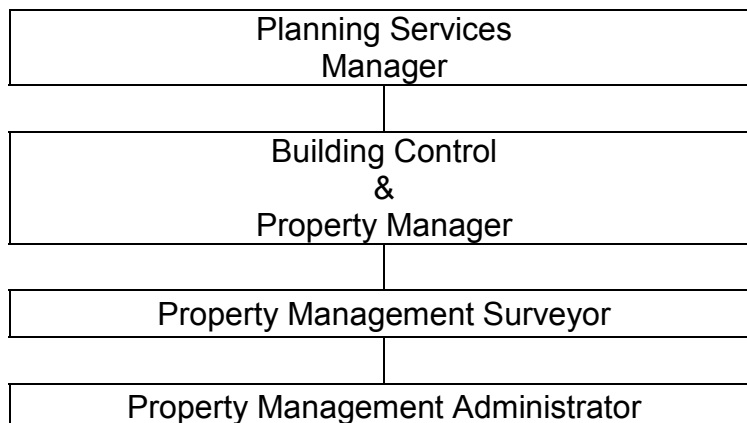 Planning Services
Manager
Building Control
&
Property Manager
Property Management Surveyor
Property Management Administrator